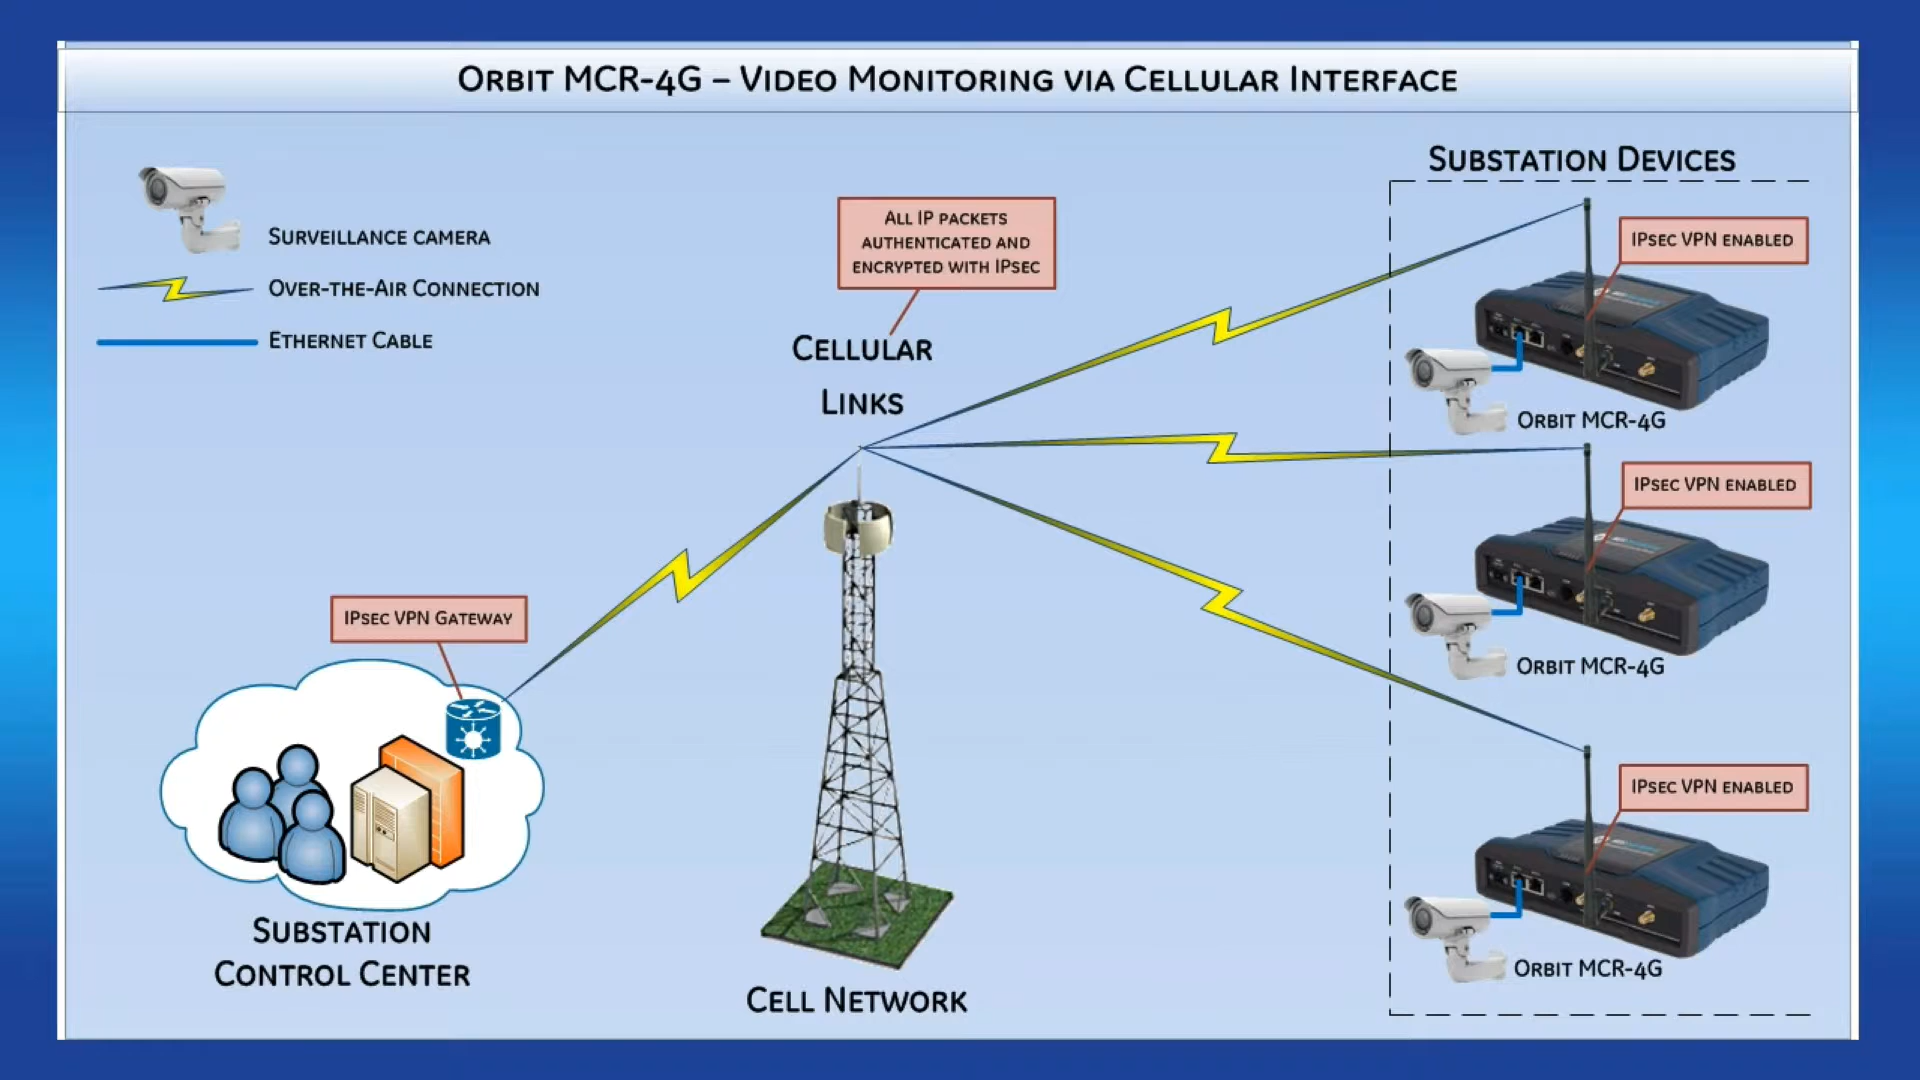 Orbit MCR-4G – Video Monitoring via Cellular Interface
Surveillance camera
Over-the-Air Connection
Ethernet Cable
All IP packets
authenticated and
encrypted with IPsec
Cellular
Links
Substation Devices
IPsec VPN enabled
Orbit MCR-4G
IPsec VPN enabled
Orbit MCR-4G
IPsec VPN enabled
Orbit MCR-4G
IPsec VPN Gateway
Substation
Control Center
Cell Network